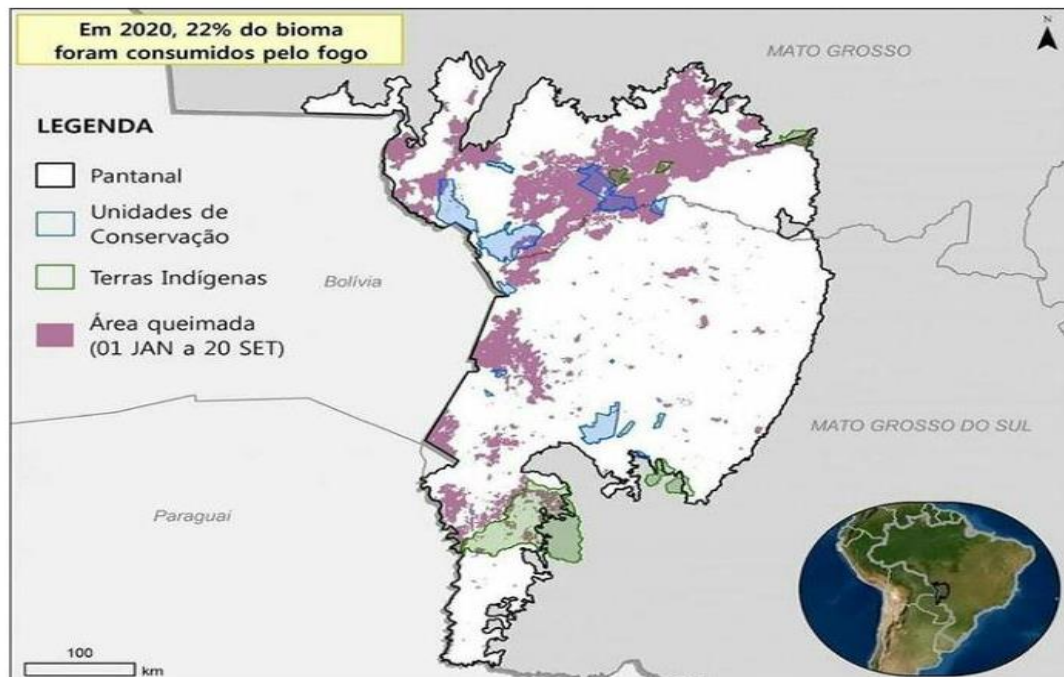 Em 2020, 22% do bioma
foram consumidos pelo fogo
N
MATO GROSSO
LEGENDA
Pantanal
Unidades de
Conservação
Terras Indígenas
Área queimada
(01 JAN a 20 SET)
Bolívia
MATO GROSSO DO SUL
Paraguai
100
km